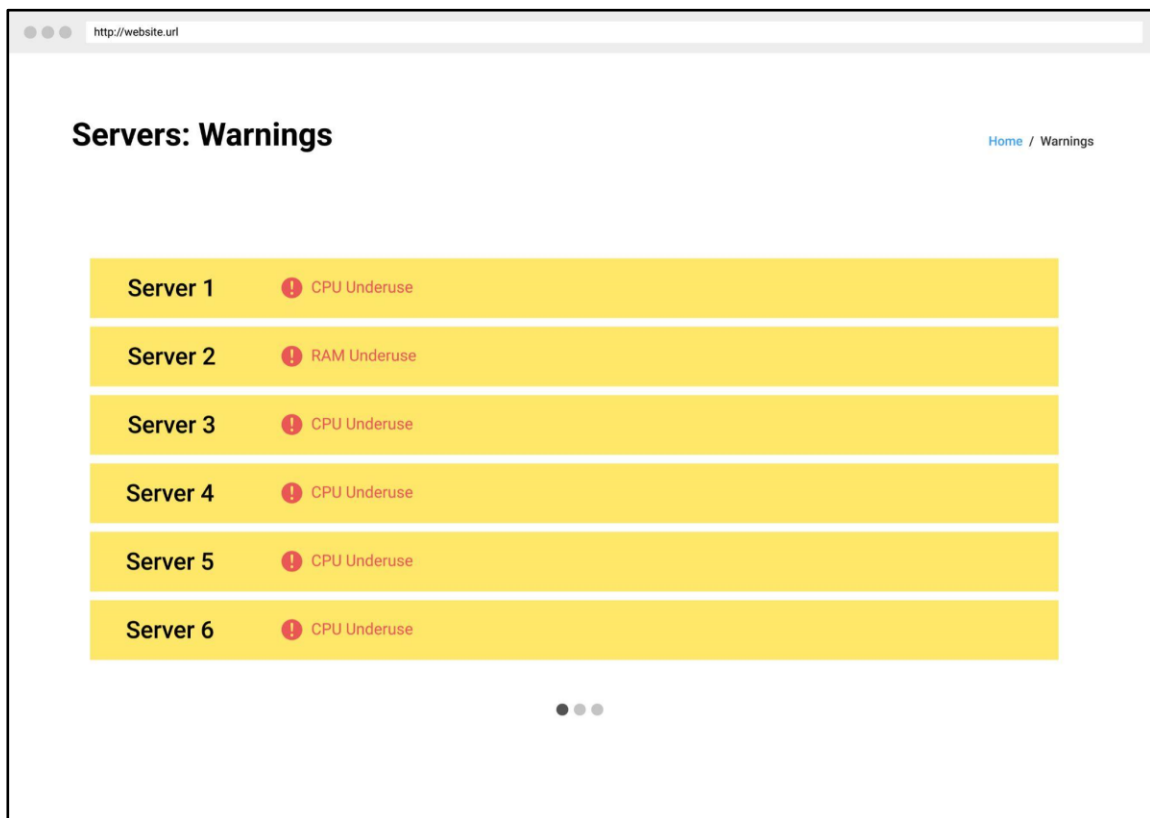 http://website.url
Servers: Warnings
Home / Warnings
Server 1 CPU Underuse
Server 2 RAM Underuse
Server 3 CPU Underuse
Server 4 CPU Underuse
Server 5 CPU Underuse
Server 6 CPU Underuse